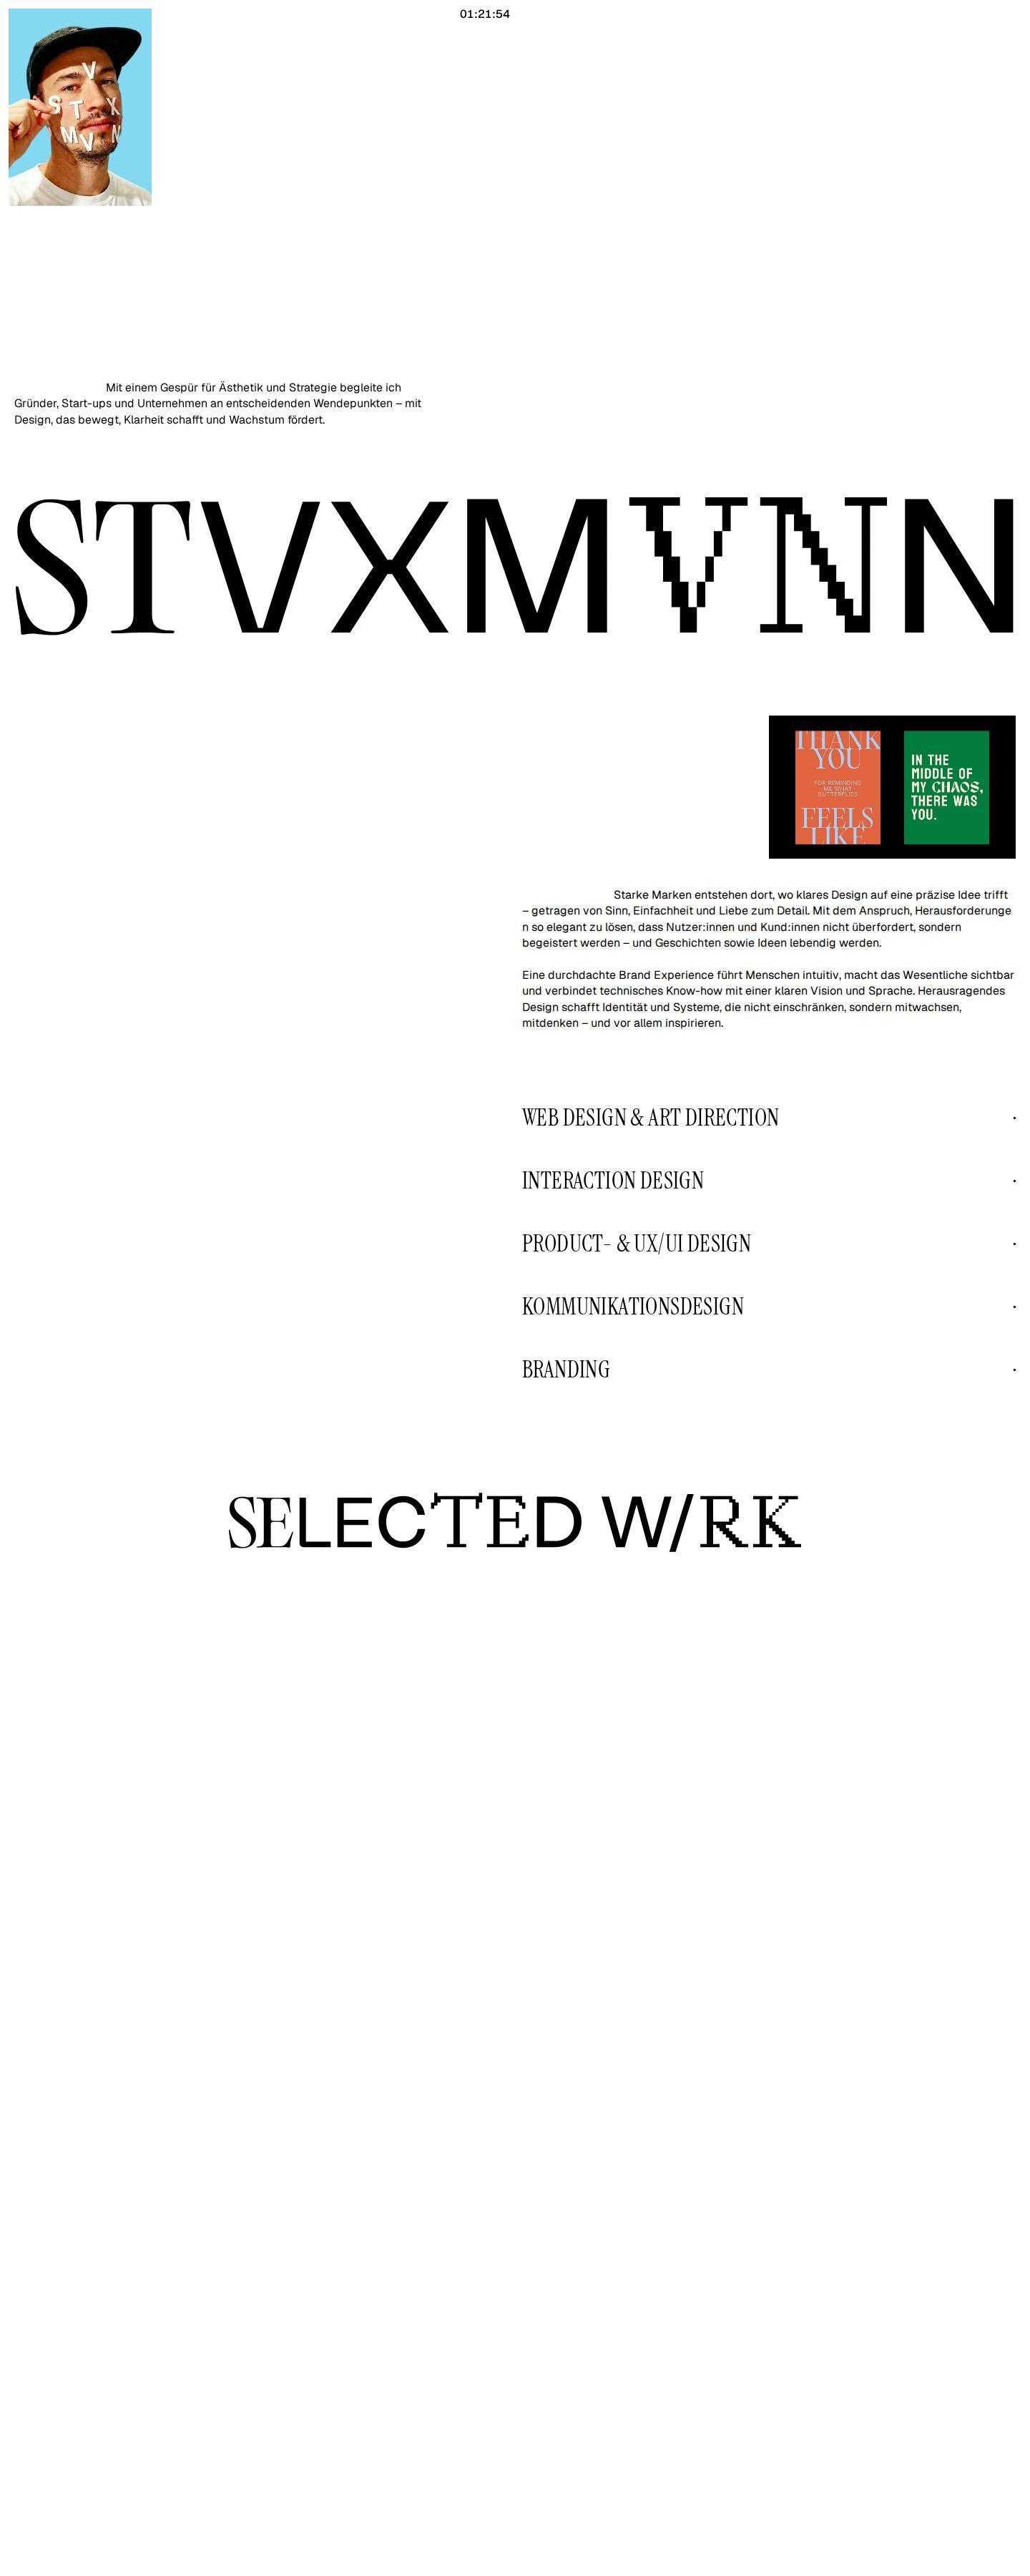 01:21:54
V
S T X
M V N
Mit einem Gespür für Ästhetik und Strategie begleite ich
Gründer, Start-ups und Unternehmen an entscheidenden Wendepunkten – mit
Design, das bewegt, Klarheit schafft und Wachstum fördert.
STVXMVNN
THANK
YOU
FOR REMINDING
ME WHAT
BUTTERFLIES
FEELS
LIKE
IN THE
MIDDLE OF
MY CHAOS,
THERE WAS
YOU.
Starke Marken entstehen dort, wo klares Design auf eine präzise Idee trifft
– getragen von Sinn, Einfachheit und Liebe zum Detail. Mit dem Anspruch, Herausforderunge
n so elegant zu lösen, dass Nutzer:innen und Kund:innen nicht überfordert, sondern
begeistert werden – und Geschichten sowie Ideen lebendig werden.
Eine durchdachte Brand Experience führt Menschen intuitiv, macht das Wesentliche sichtbar
und verbindet technisches Know-how mit einer klaren Vision und Sprache. Herausragendes
Design schafft Identität und Systeme, die nicht einschränken, sondern mitwachsen,
mitdenken – und vor allem inspirieren.
WEB DESIGN & ART DIRECTION
INTERACTION DESIGN
PRODUCT- & UX/UI DESIGN
KOMMUNIKATIONSDESIGN
BRANDING
SELECTED W/RK